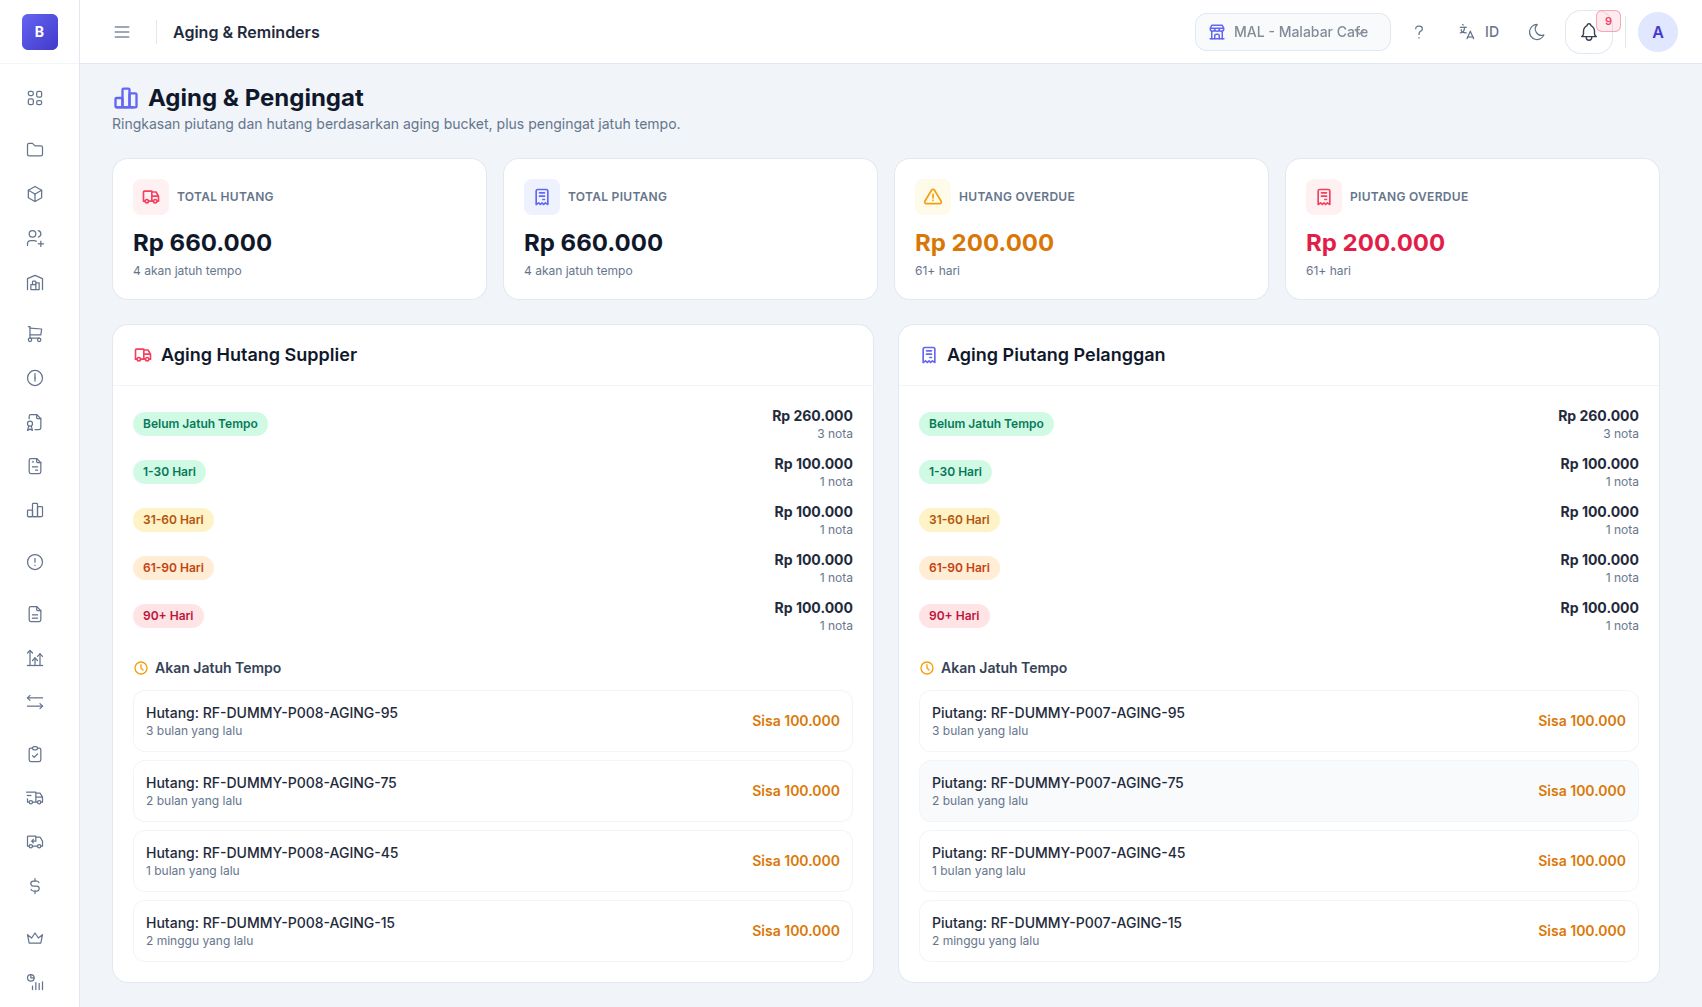 B
Aging & Reminders
MAL - Malabar Cafe
?
ID
9
A
Aging & Pengingat
Ringkasan piutang dan hutang berdasarkan aging bucket, plus pengingat jatuh tempo.
TOTAL HUTANG
Rp 660.000
4 akan jatuh tempo
TOTAL PIUTANG
Rp 660.000
4 akan jatuh tempo
HUTANG OVERDUE
Rp 200.000
61+ hari
PIUTANG OVERDUE
Rp 200.000
61+ hari
Aging Hutang Supplier
Belum Jatuh Tempo
Rp 260.000
3 nota
1-30 Hari
Rp 100.000
1 nota
31-60 Hari
Rp 100.000
1 nota
61-90 Hari
Rp 100.000
1 nota
90+ Hari
Rp 100.000
1 nota
Akan Jatuh Tempo
Hutang: RF-DUMMY-P008-AGING-95
3 bulan yang lalu
Sisa 100.000
Hutang: RF-DUMMY-P008-AGING-75
2 bulan yang lalu
Sisa 100.000
Hutang: RF-DUMMY-P008-AGING-45
1 bulan yang lalu
Sisa 100.000
Hutang: RF-DUMMY-P008-AGING-15
2 minggu yang lalu
Sisa 100.000
Aging Piutang Pelanggan
Belum Jatuh Tempo
Rp 260.000
3 nota
1-30 Hari
Rp 100.000
1 nota
31-60 Hari
Rp 100.000
1 nota
61-90 Hari
Rp 100.000
1 nota
90+ Hari
Rp 100.000
1 nota
Akan Jatuh Tempo
Piutang: RF-DUMMY-P007-AGING-95
3 bulan yang lalu
Sisa 100.000
Piutang: RF-DUMMY-P007-AGING-75
2 bulan yang lalu
Sisa 100.000
Piutang: RF-DUMMY-P007-AGING-45
1 bulan yang lalu
Sisa 100.000
Piutang: RF-DUMMY-P007-AGING-15
2 minggu yang lalu
Sisa 100.000